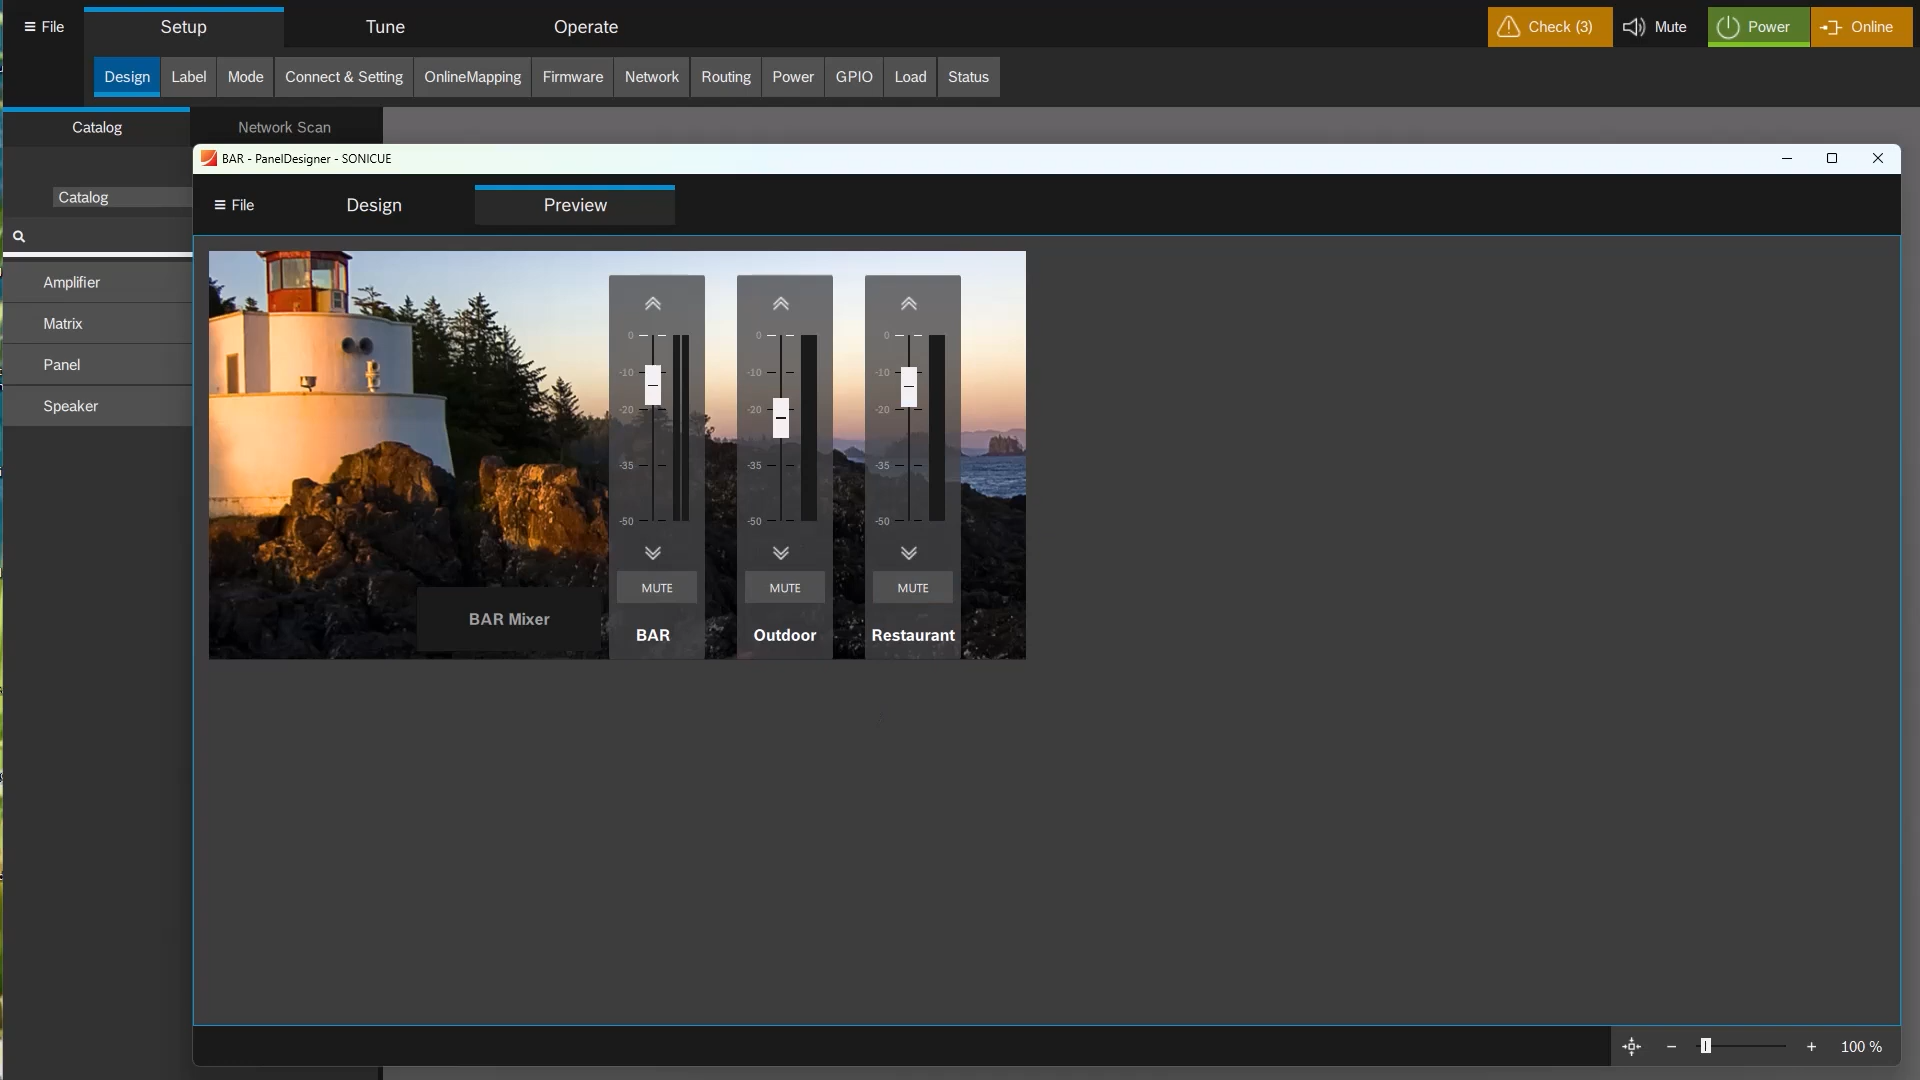 File
Setup
Tune
Operate
Check (3)
Mute
Power
Online
Design
Label
Mode
Connect & Setting
OnlineMapping
Firmware
Network
Routing
Power
GPIO
Load
Status
Catalog
Network Scan
BAR - PanelDesigner - SONICUE
Catalog
File
Design
Preview
Amplifier
Matrix
Panel
Speaker
0
-10
-20
-35
-50
MUTE
BAR
0
-10
-20
-35
-50
MUTE
Outdoor
0
-10
-20
-35
-50
MUTE
Restaurant
BAR Mixer
100 %